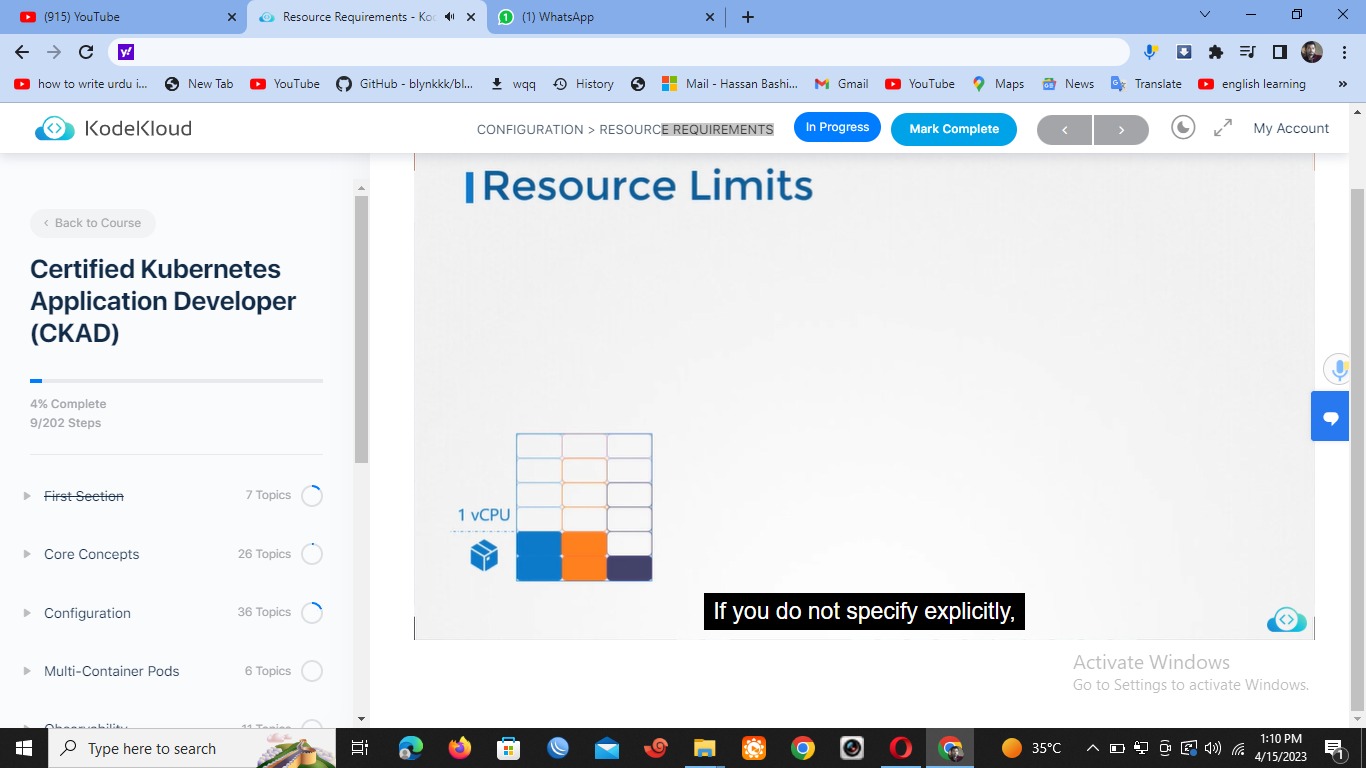 (915) YouTube
Resource Requirements - Ko
(1) WhatsApp
how to write urdu i...
New Tab
YouTube
GitHub - blynkkk/bl...
wqq
History
Mail - Hassan Bashi...
Gmail
YouTube
Maps
News
Translate
english learning
»
KodeKloud
CONFIGURATION > RESOURCE REQUIREMENTS
In Progress
Mark Complete
My Account
Back to Course
Certified Kubernetes
Application Developer
(CKAD)
4% Complete
9/202 Steps
First Section
7 Topics
Core Concepts
26 Topics
Configuration
36 Topics
Multi-Container Pods
6 Topics
Observability
11 Topics
Resource Limits
1 vCPU
If you do not specify explicitly,
Activate Windows
Go to Settings to activate Windows.
Type here to search
35°C
1:10 PM
4/15/2023
1